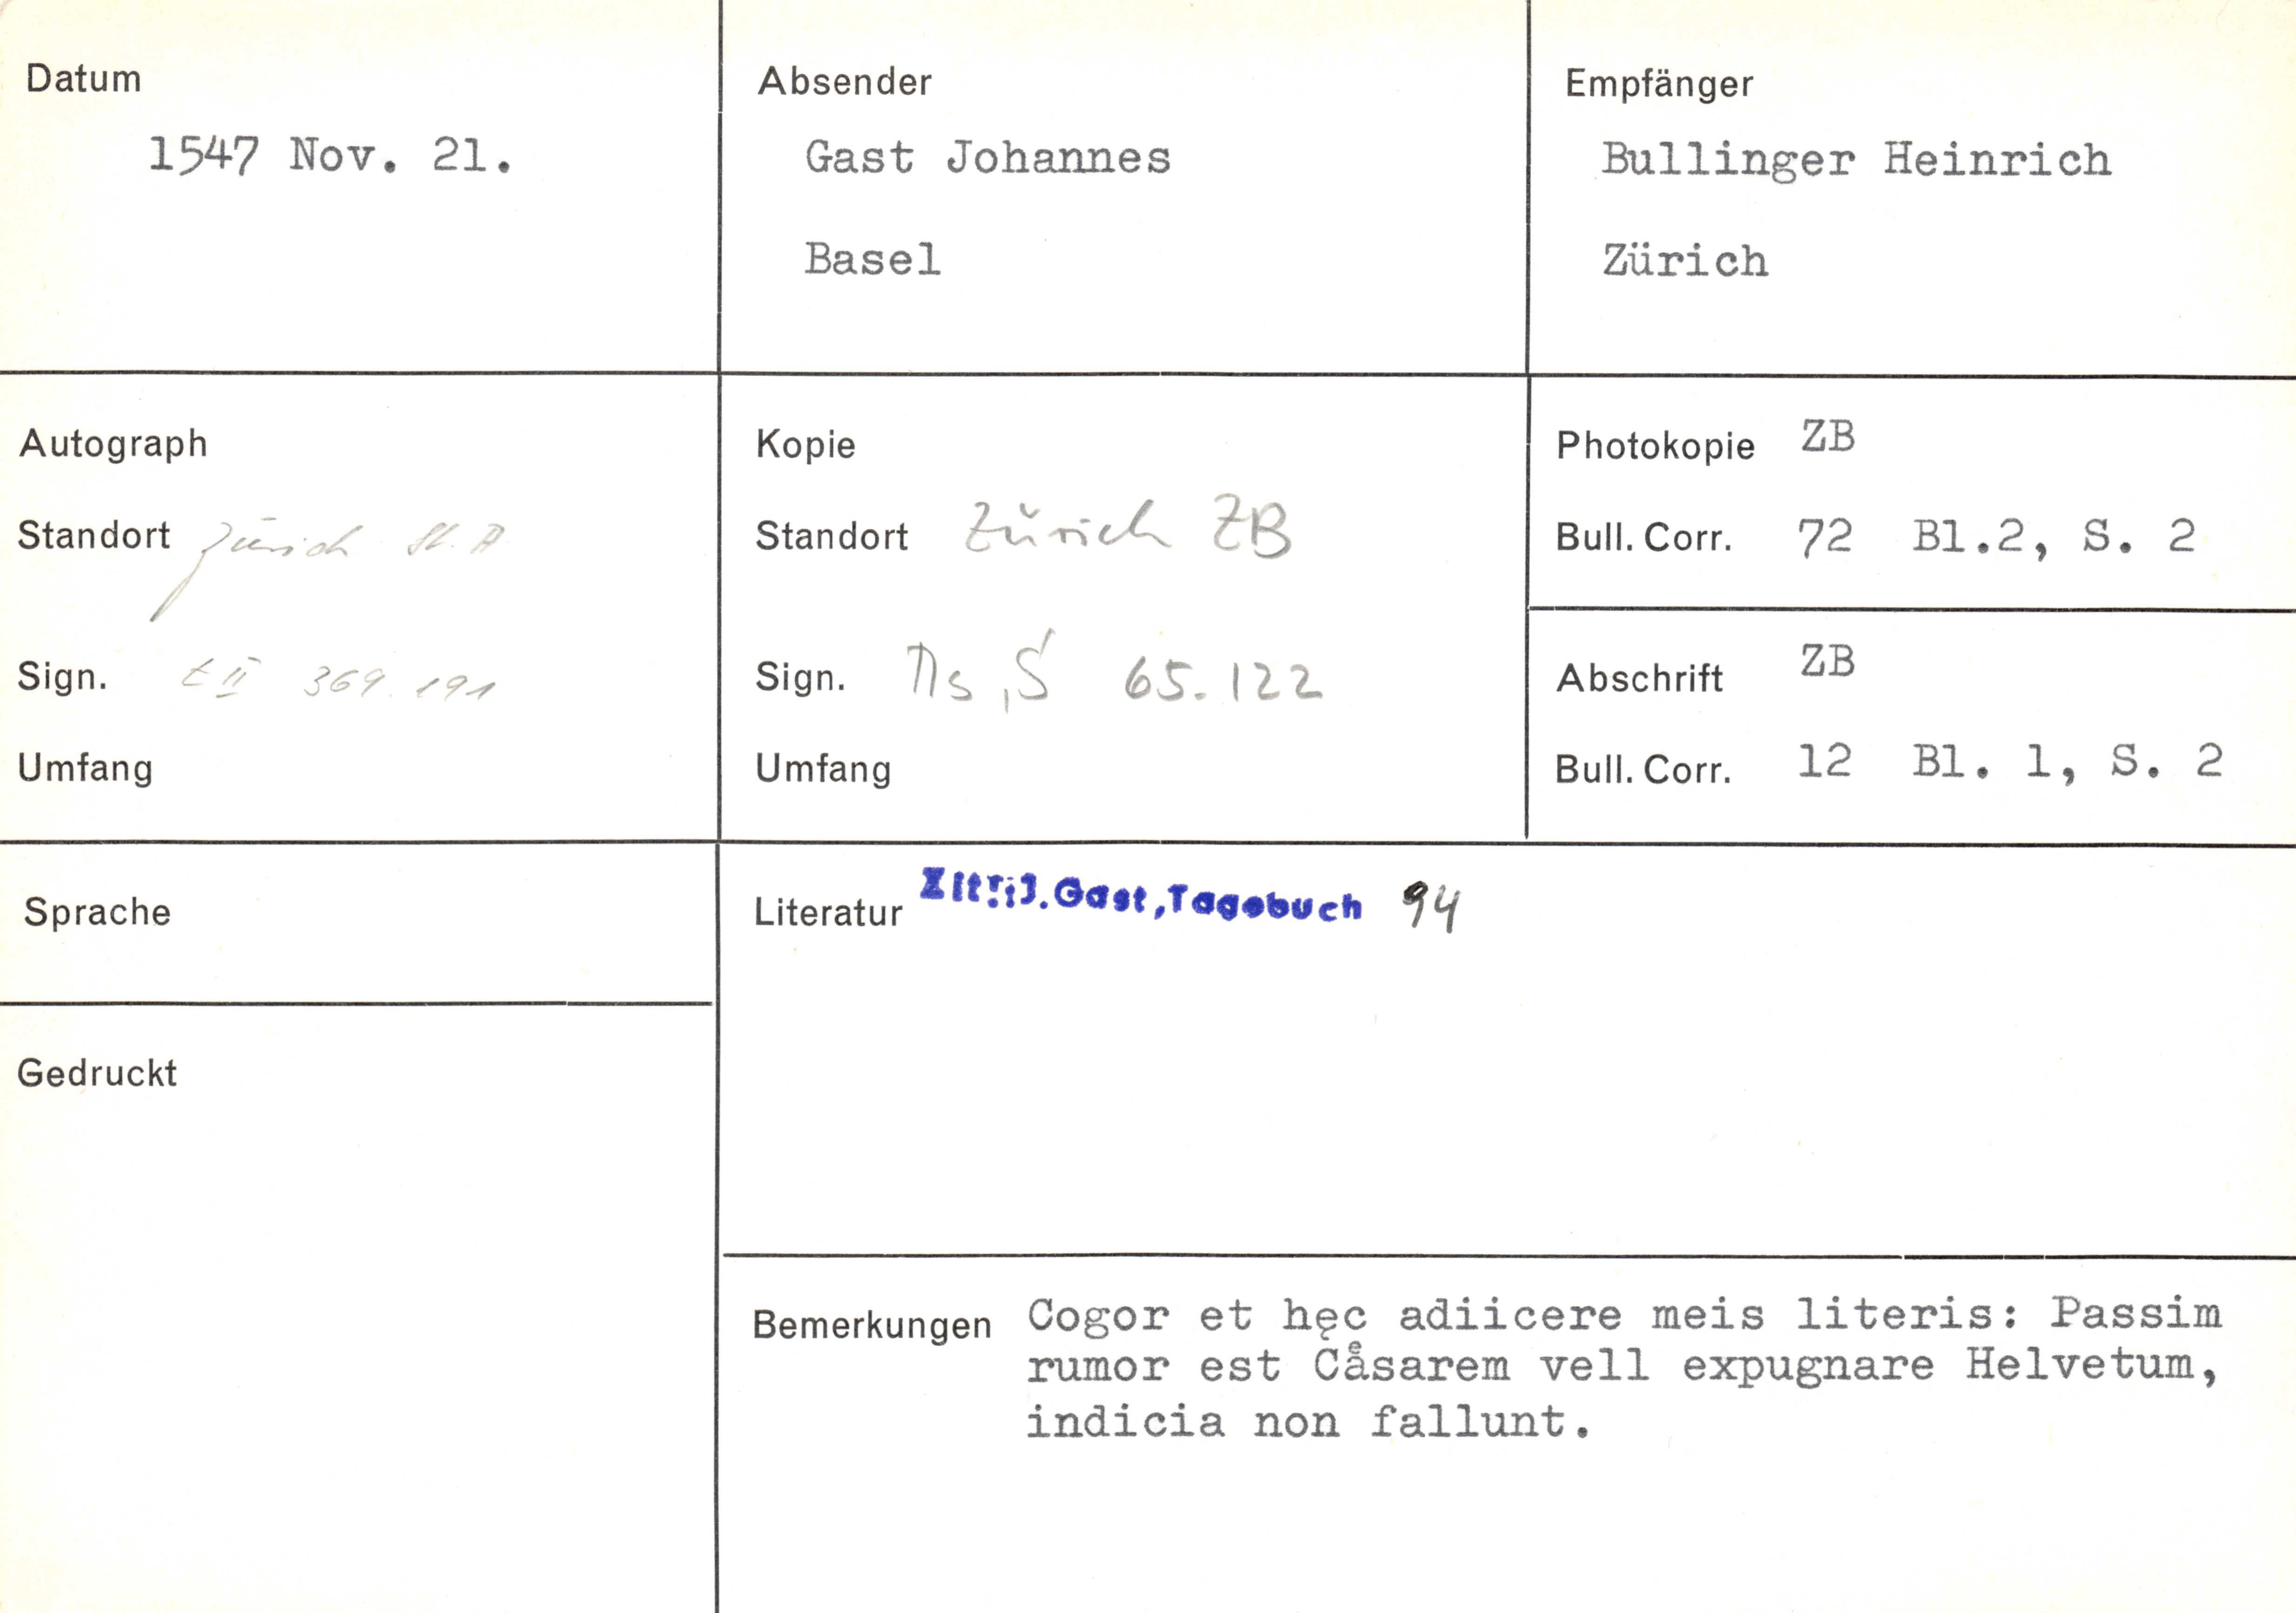 Datum
1547 Nov. 21.
Absender
Gast Johannes
Basel
Empfänger
Bullinger Heinrich
Zürich
Autograph
Standort Zürich St. A
Sign. E II 369. 191
Umfang
Kopie
Standort Zürich ZB
Sign. Ms, S 65. 122
Umfang
Photokopie ZB
Bull. Corr. 72 Bl.2, S. 2
Abschrift ZB
Bull. Corr. 12 Bl. 1, S. 2
Sprache
Literatur Zit.: J. Gast, Tagebuch 94
Gedruckt
Bemerkungen Cogor et hęc adiicere meis literis: Passim
rumor est Cåsarem vell expugnare Helvetum,
indicia non fallunt.